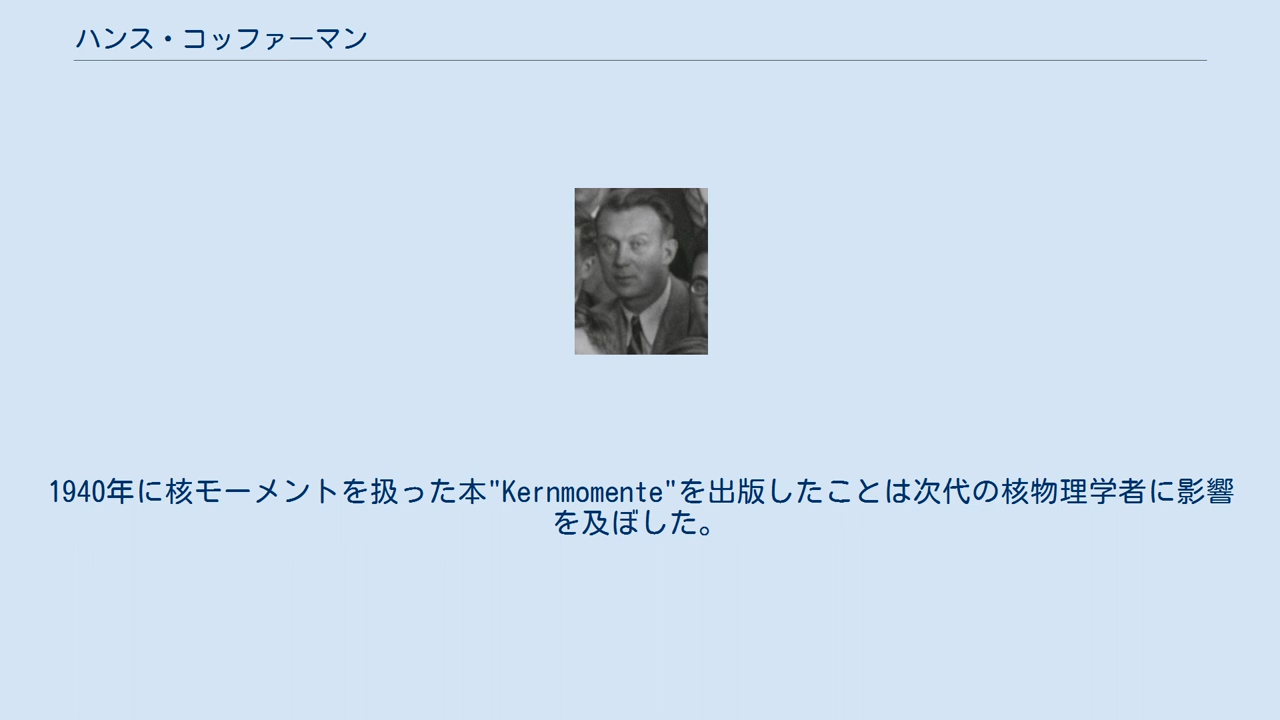 ハンス・コッファーマン
1940年に核モーメントを扱った本"Kernmomente"を出版したことは次代の核物理学者に影響
を及ぼした。